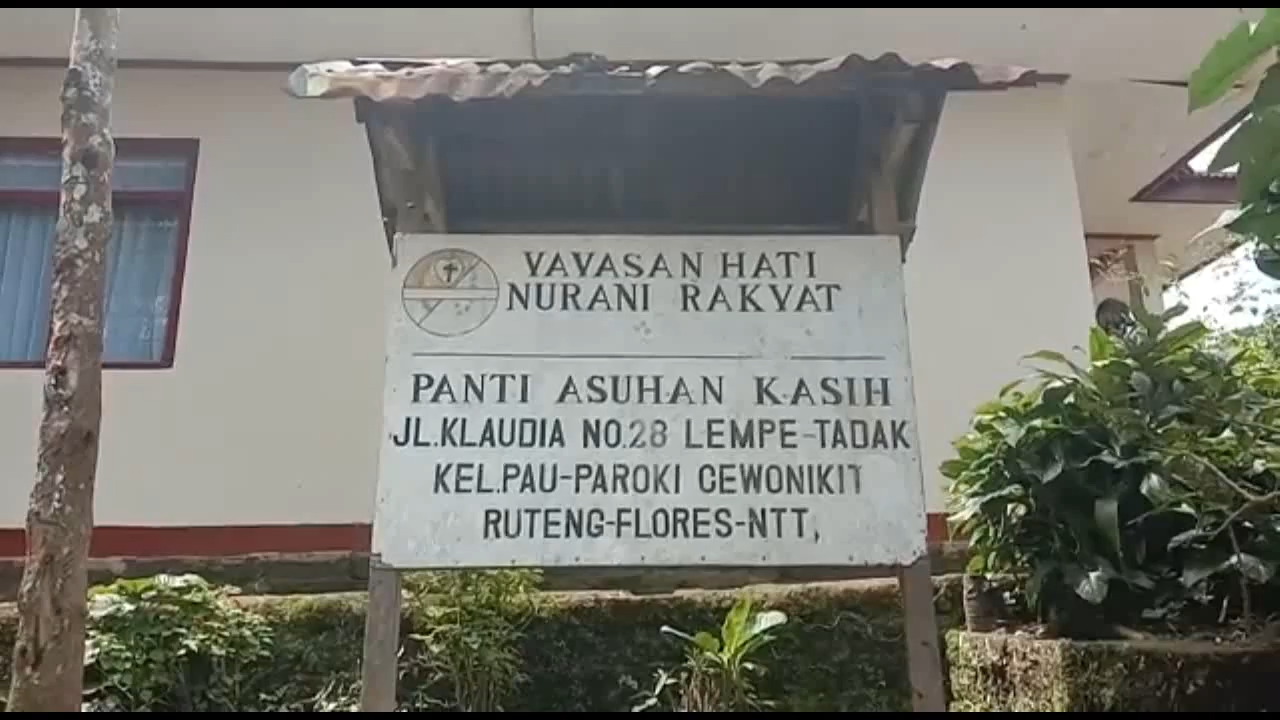 YAYASAN HATI
NURANI RAKYAT
PANTI ASUHAN KASIH
JL.KLAUDIA NO.28 LEMPE-TADAK
KEL.PAU-PAROKI CEWONIKIT
RUTENG-FLORES-NTT,